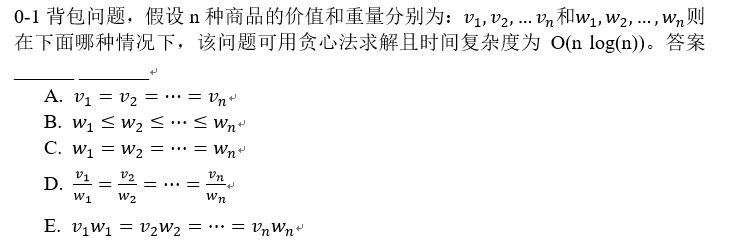 0-1 背包问题，假设 n 种商品的价值和重量分别为：v₁, v₂, … vₙ和w₁, w₂, … , wₙ则
在下面哪种情况下，该问题可用贪心法求解且时间复杂度为 O(n log(n))。答案
______ ______
A. v₁ = v₂ = ⋯ = vₙ
B. w₁ ≤ w₂ ≤ ⋯ ≤ wₙ
C. w₁ = w₂ = ⋯ = wₙ
D. v₁/w₁ = v₂/w₂ = ⋯ = vₙ/wₙ
E. v₁w₁ = v₂w₂ = ⋯ = vₙwₙ